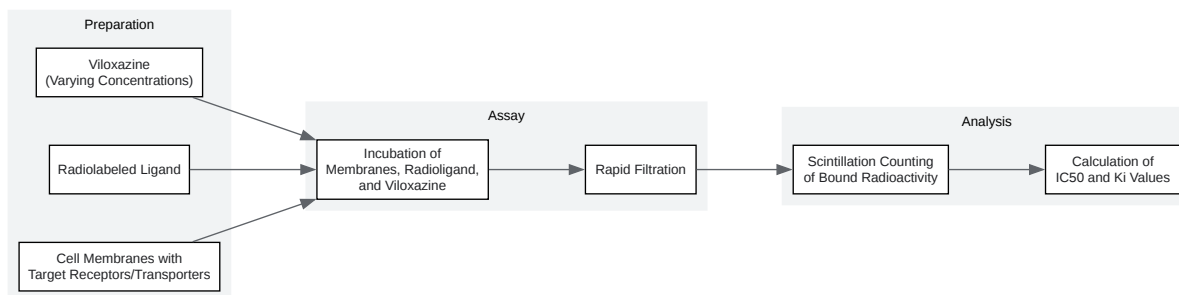 Preparation
Viloxazine
(Varying Concentrations)
Radiolabeled Ligand
Cell Membranes with
Target Receptors/Transporters
Assay
Incubation of
Membranes, Radioligand,
and Viloxazine
Rapid Filtration
Analysis
Scintillation Counting
of Bound Radioactivity
Calculation of
IC50 and Ki Values